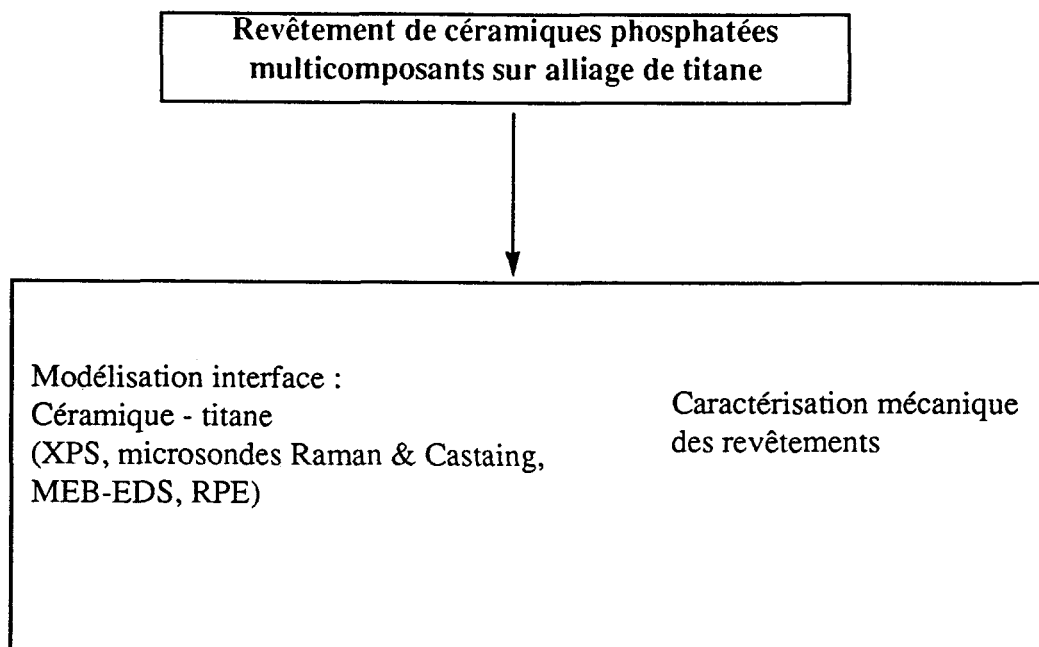 Revêtement de céramiques phosphatées
multicomposants sur alliage de titane
Modélisation interface :
Céramique - titane
(XPS, microsondes Raman & Castaing,
MEB-EDS, RPE)
Caractérisation mécanique
des revêtements